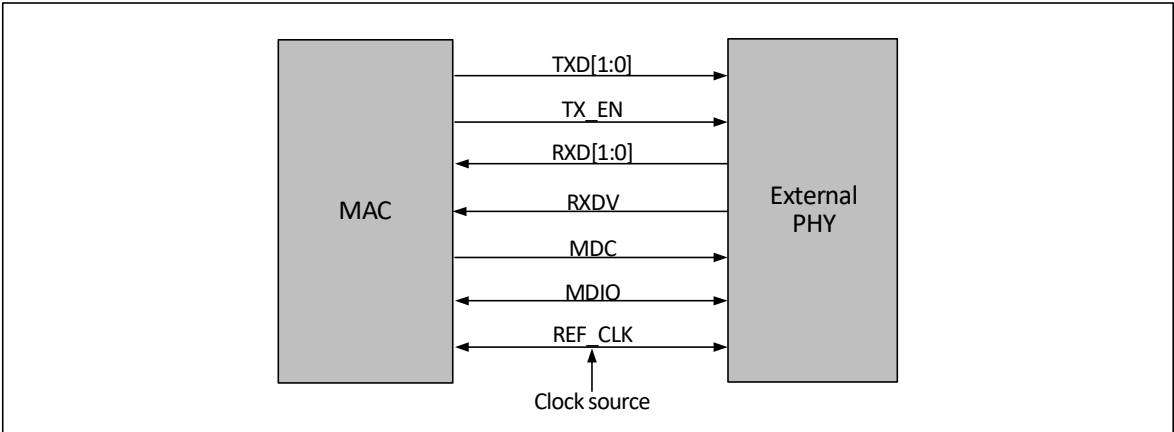 TXD[1:0]
TX_EN
RXD[1:0]
RXDV
MDC
MDIO
REF_CLK
Clock source
MAC
External
PHY